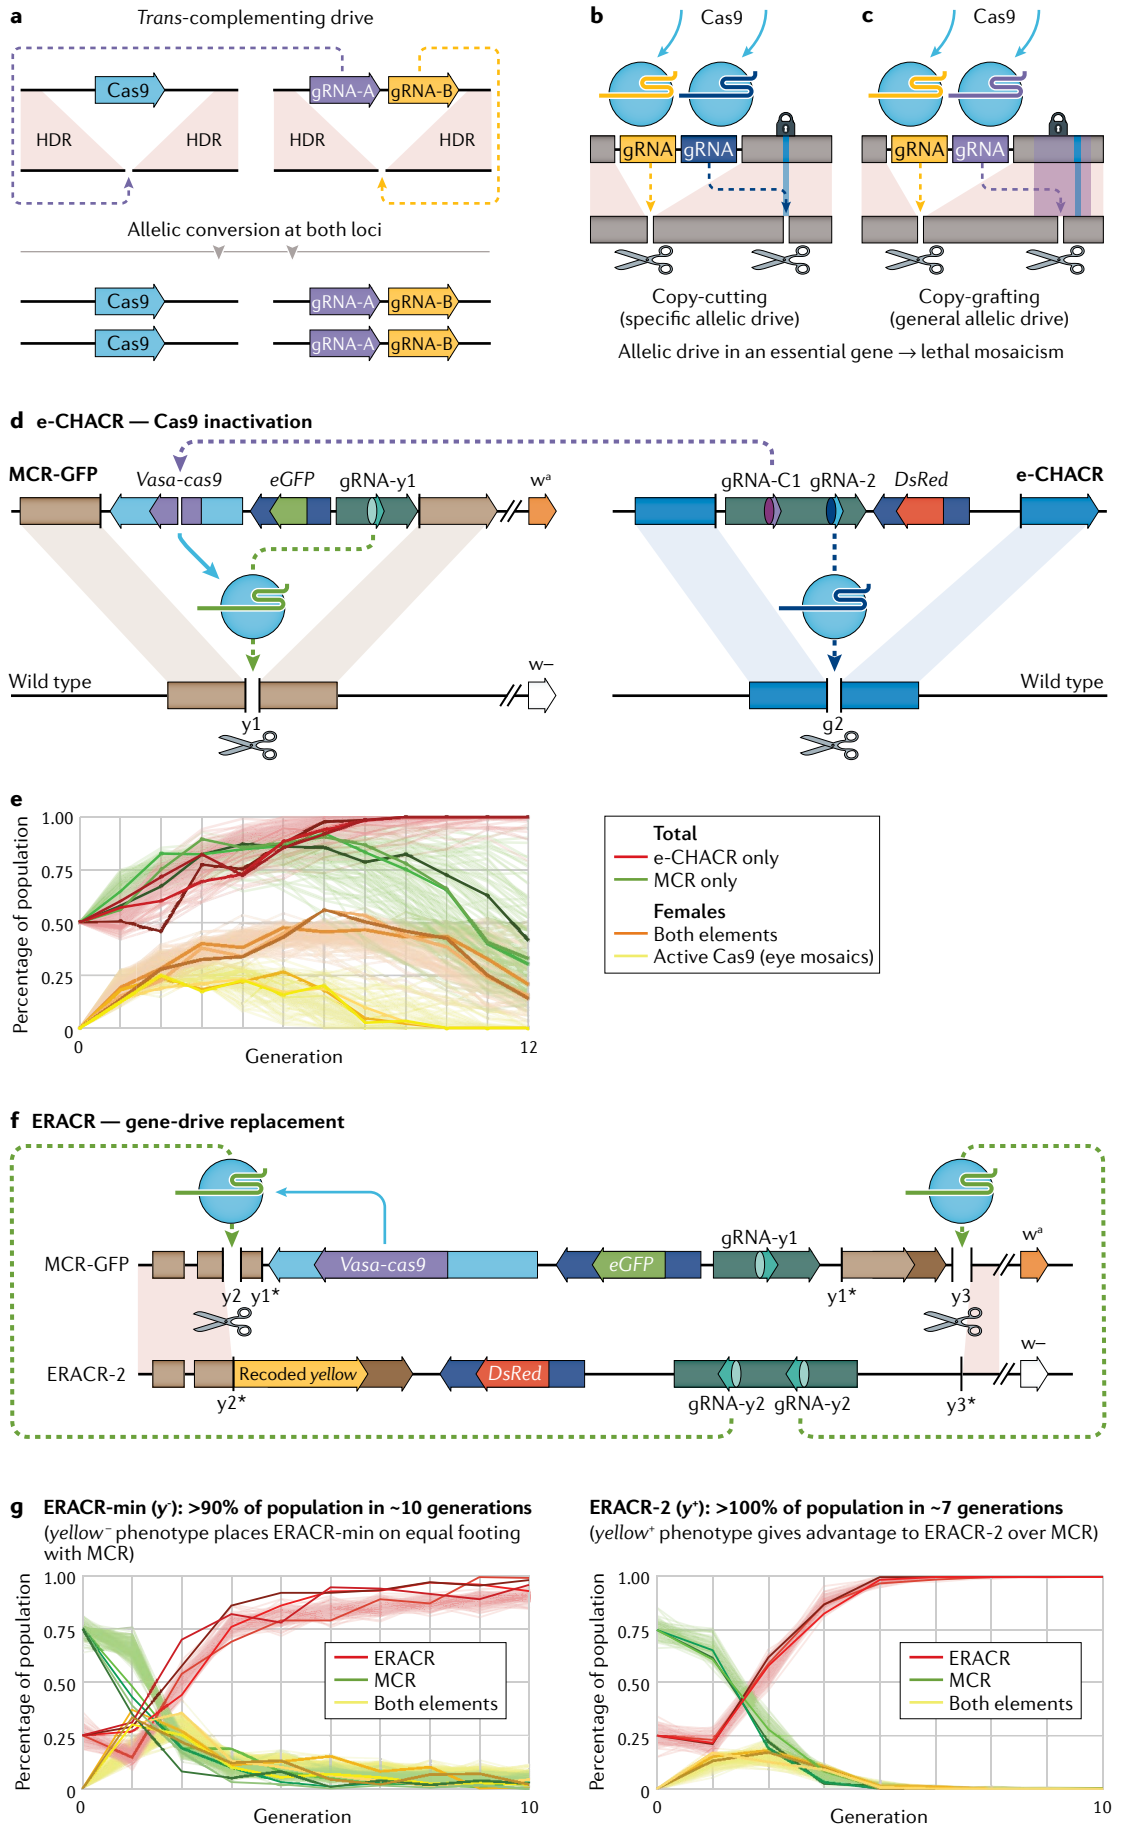 a
Trans-complementing drive
Cas9
gRNA-A
gRNA-B
HDR
HDR
HDR
HDR
Allelic conversion at both loci
Cas9
gRNA-A
gRNA-B
Cas9
gRNA-A
gRNA-B
b
Cas9
gRNA
gRNA
Copy-cutting
(specific allelic drive)
c
Cas9
gRNA
gRNA
Copy-grafting
(general allelic drive)
Allelic drive in an essential gene → lethal mosaicism
d e-CHACR — Cas9 inactivation
MCR-GFP
Vasa-cas9
eGFP
gRNA-y1
wa
gRNA-C1
gRNA-2
DsRed
e-CHACR
Wild type
y1
w–
g2
Wild type
e
Percentage of population
1.00
0.75
0.50
0.25
0
0
12
Generation
Total
e-CHACR only
MCR only
Females
Both elements
Active Cas9 (eye mosaics)
f ERACR — gene-drive replacement
MCR-GFP
Vasa-cas9
eGFP
gRNA-y1
wa
y2
y1*
y1*
y3
ERACR-2
Recoded yellow
DsRed
w–
y2*
gRNA-y2
gRNA-y2
y3*
g
ERACR-min (y-): >90% of population in ~10 generations
(yellow– phenotype places ERACR-min on equal footing
with MCR)
Percentage of population
1.00
0.75
0.50
0.25
0
0
10
Generation
ERACR
MCR
Both elements
ERACR-2 (y+): >100% of population in ~7 generations
(yellow+ phenotype gives advantage to ERACR-2 over MCR)
Percentage of population
1.00
0.75
0.50
0.25
0
0
10
Generation
ERACR
MCR
Both elements